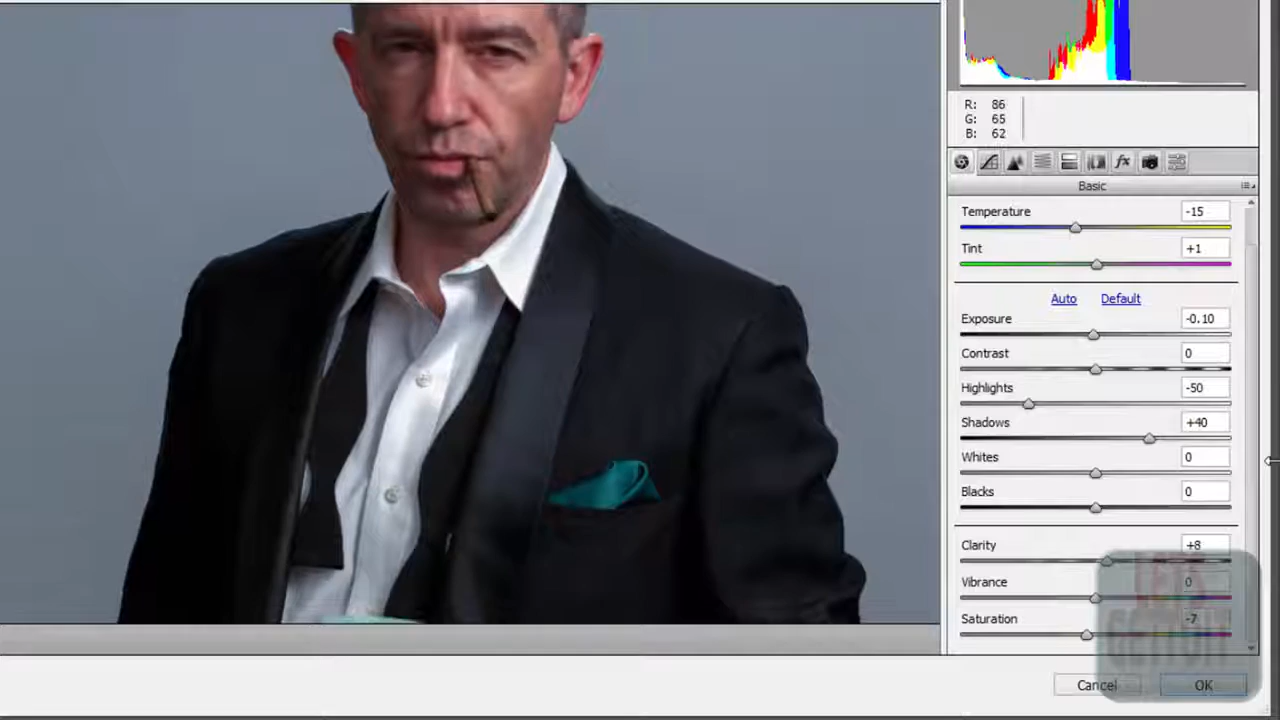 R: 86
G: 65
B: 62
fx
Basic
Temperature -15
Tint +1
Auto Default
Exposure -0.10
Contrast 0
Highlights -50
Shadows +40
Whites 0
Blacks 0
Clarity +8
Vibrance 0
Saturation -7
Cancel OK